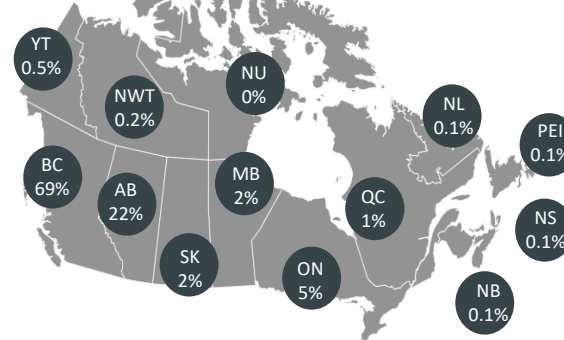 YT
0.5%
NWT
0.2%
NU
0%
NL
0.1%
PEI
0.1%
BC
69%
AB
22%
MB
2%
QC
1%
NS
0.1%
SK
2%
ON
5%
NB
0.1%